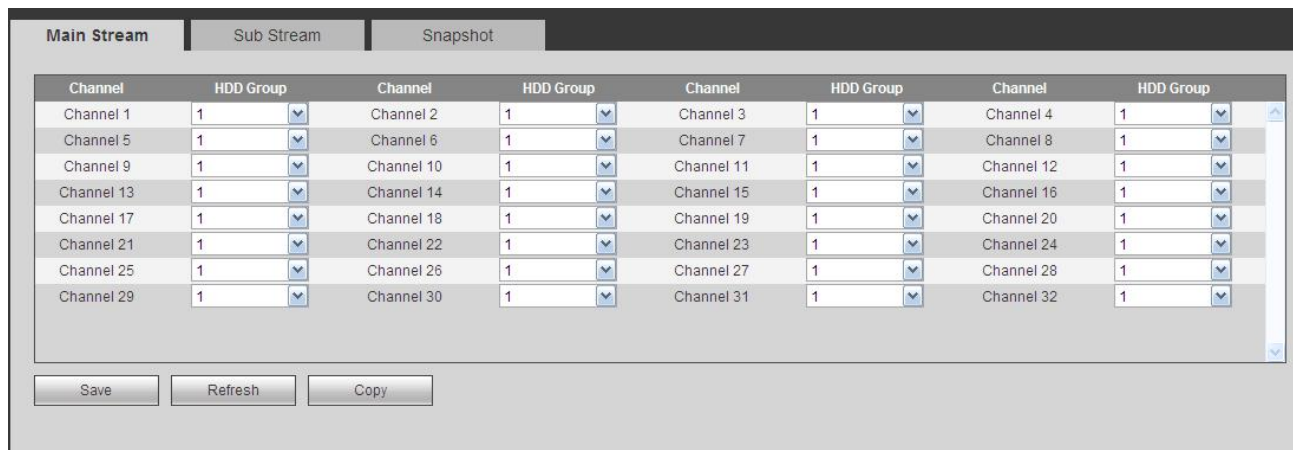 Main Stream Sub Stream Snapshot
Channel HDD Group Channel HDD Group Channel HDD Group Channel HDD Group
Channel 1 1 Channel 2 1 Channel 3 1 Channel 4 1
Channel 5 1 Channel 6 1 Channel 7 1 Channel 8 1
Channel 9 1 Channel 10 1 Channel 11 1 Channel 12 1
Channel 13 1 Channel 14 1 Channel 15 1 Channel 16 1
Channel 17 1 Channel 18 1 Channel 19 1 Channel 20 1
Channel 21 1 Channel 22 1 Channel 23 1 Channel 24 1
Channel 25 1 Channel 26 1 Channel 27 1 Channel 28 1
Channel 29 1 Channel 30 1 Channel 31 1 Channel 32 1
Save Refresh Copy